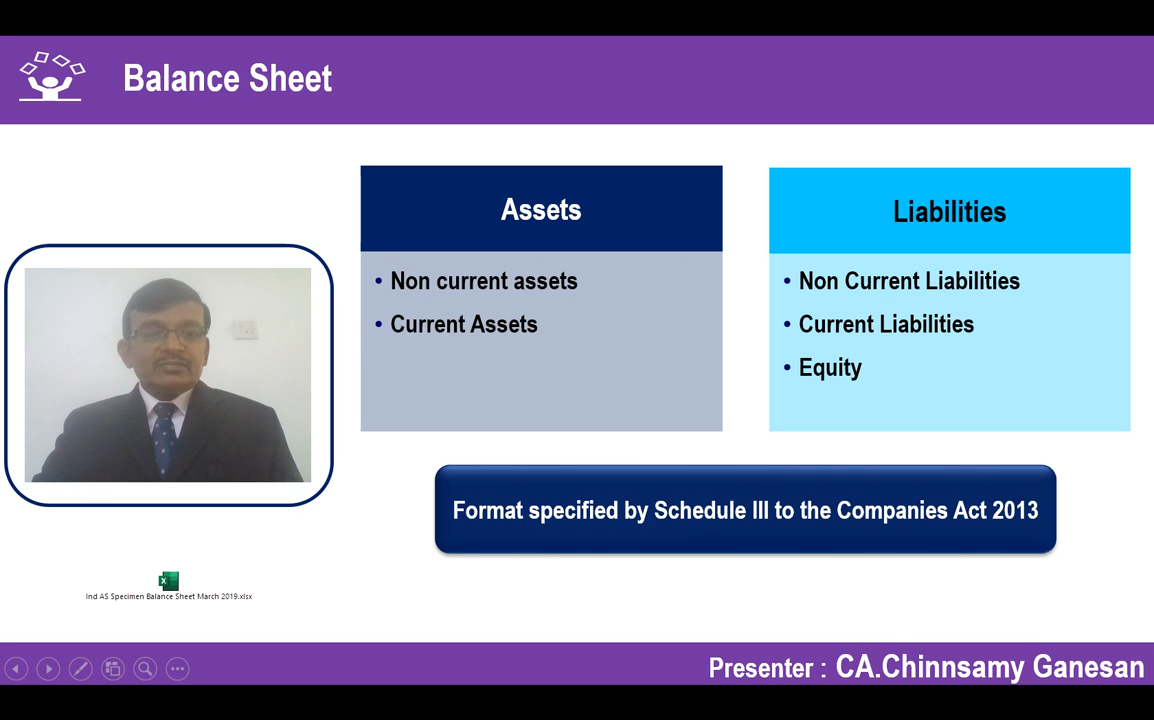 Balance Sheet
Assets
• Non current assets
• Current Assets
Liabilities
• Non Current Liabilities
• Current Liabilities
• Equity
Format specified by Schedule III to the Companies Act 2013
Ind AS Specimen Balance Sheet March 2019.xlsx
Presenter : CA.Chinnsamy Ganesan